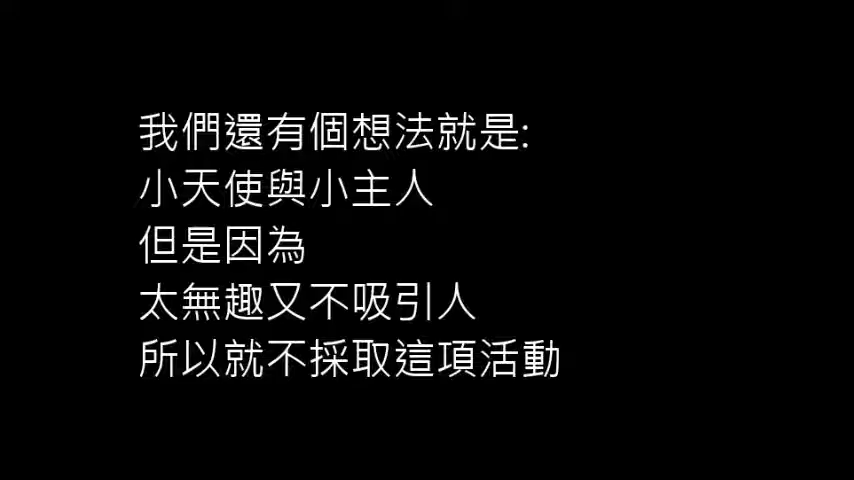 我們還有個想法就是:
小天使與小主人
但是因為
太無趣又不吸引人
所以就不採取這項活動